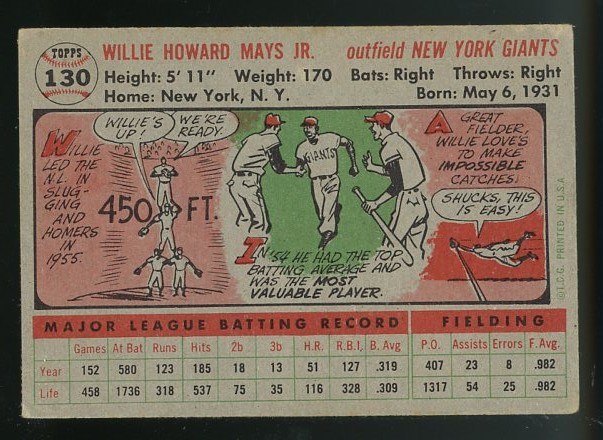 TOPPS
130
WILLIE HOWARD MAYS JR. outfield NEW YORK GIANTS
Height: 5' 11" Weight: 170 Bats: Right Throws: Right
Home: New York, N. Y. Born: May 6, 1931
WILLIE
LED THE
N.L. IN
SLUG-
GING
AND
HOMERS
IN
1955.
WILLIE'S
UP!
WE'RE
READY.
450 FT.
GIANTS
IN '54 HE HAD THE TOP
BATTING AVERAGE AND
WAS THE MOST
VALUABLE PLAYER.
A GREAT
FIELDER,
WILLIE LOVE'S
TO MAKE
IMPOSSIBLE
CATCHES.
SHUCKS, THIS
IS EASY!
©T.C.G. PRINTED IN U.S.A.
MAJOR LEAGUE BATTING RECORD FIELDING
Games At Bat Runs Hits 2b 3b H.R. R.B.I. B. Avg P.O. Assists Errors F. Avg.
Year 152 580 123 185 18 13 51 127 .319 407 23 8 .982
Life 458 1736 318 537 75 35 116 328 .309 1317 54 25 .982